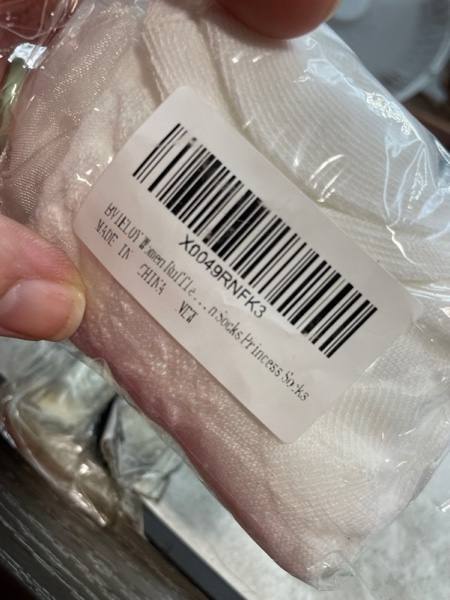 X0049RNFK3
Women Ruffle...n Socks Princess Socks
MADE IN CHINA NEW